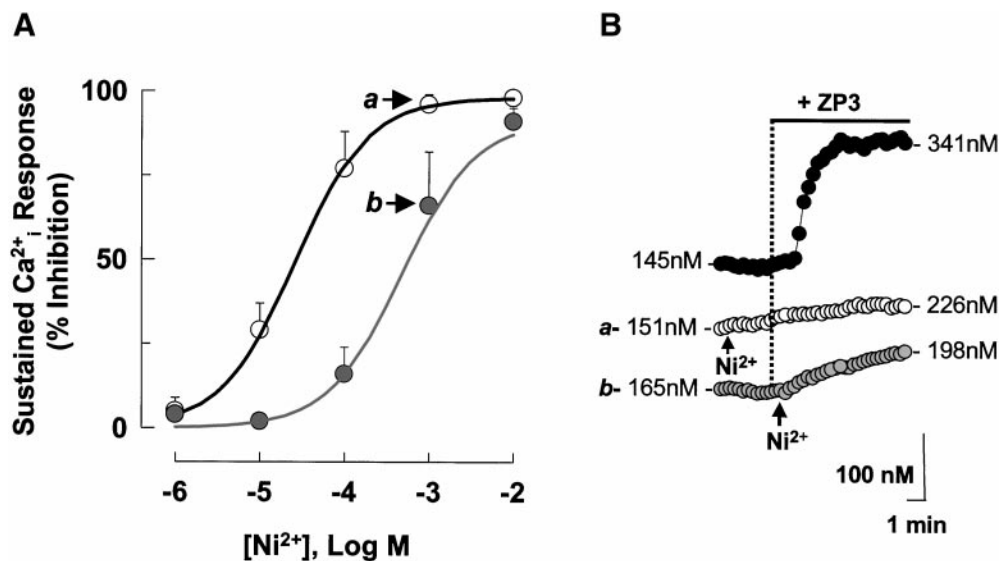 A
Sustained Ca²⁺ᵢ Response
(% Inhibition)
100
50
0
a
b
-6 -5 -4 -3 -2
[Ni²⁺], Log M
B
+ ZP3
341nM
145nM
a- 151nM
226nM
Ni²⁺
b- 165nM
198nM
Ni²⁺
100 nM
1 min